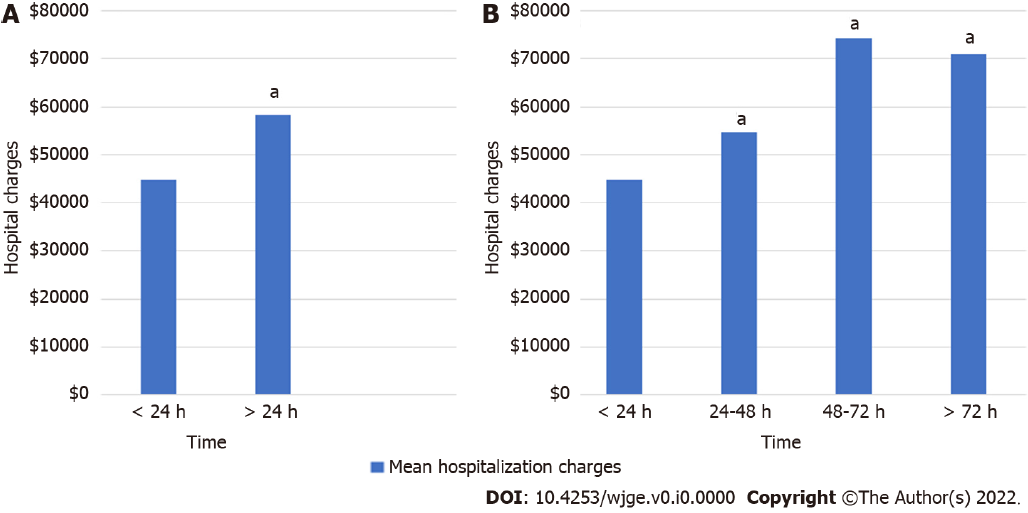 A
$80000
$70000
$60000
$50000
$40000
$30000
$20000
$10000
$0
Hospital charges
a
< 24 h
> 24 h
Time
B
$80000
$70000
$60000
$50000
$40000
$30000
$20000
$10000
$0
Hospital charges
a
a
a
< 24 h
24-48 h
48-72 h
> 72 h
Time
Mean hospitalization charges
DOI: 10.4253/wjge.v0.i0.0000 Copyright ©The Author(s) 2022.